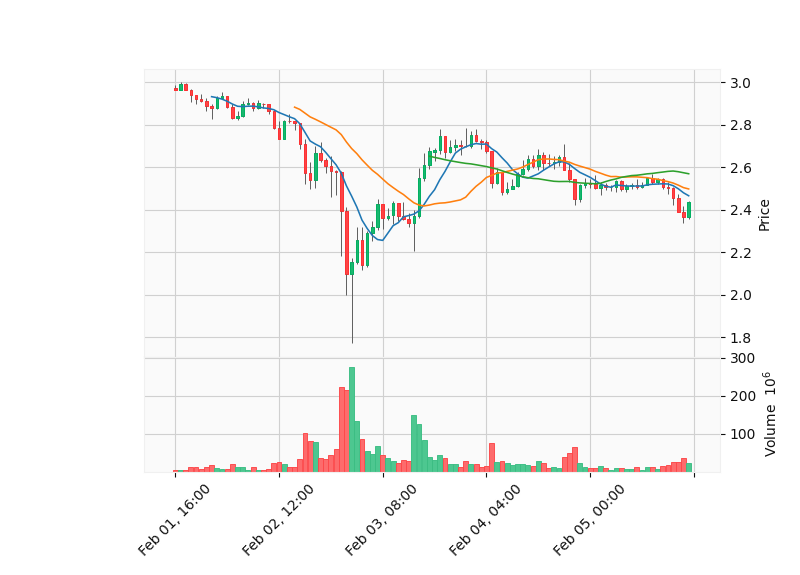 3.0
2.8
2.6
2.4
2.2
2.0
1.8
Price
300
200
100
Volume 10^6
Feb 01, 16:00
Feb 02, 12:00
Feb 03, 08:00
Feb 04, 04:00
Feb 05, 00:00